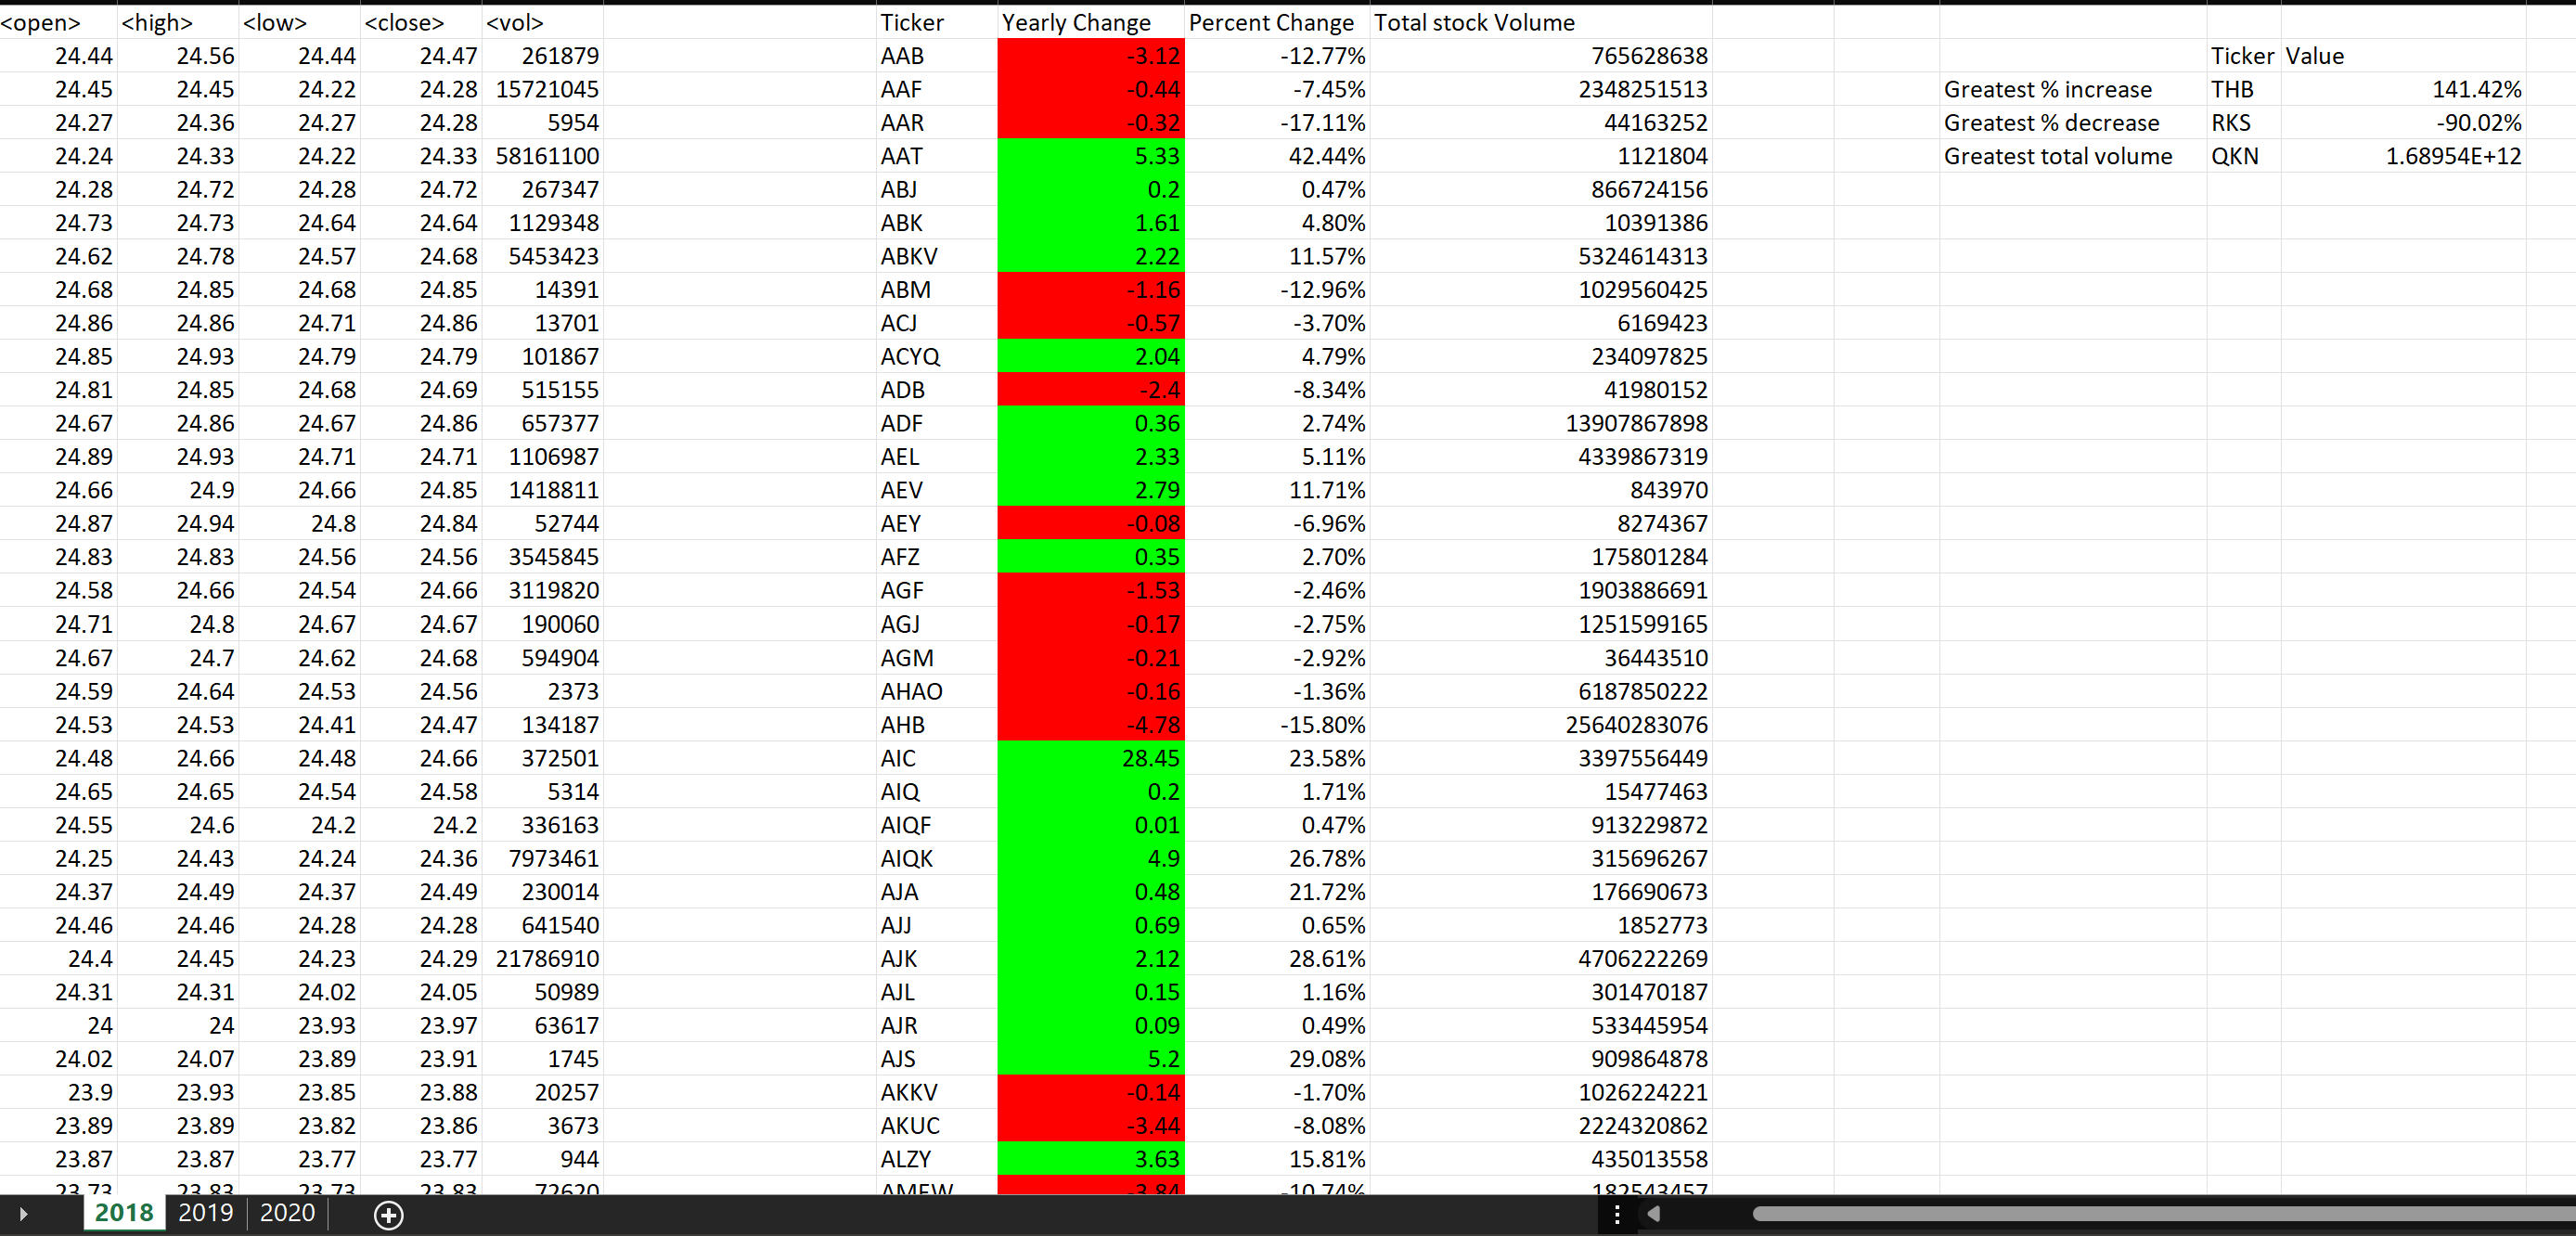 <open> <high> <low> <close> <vol> Ticker Yearly Change Percent Change Total stock Volume
24.44 24.56 24.44 24.47 261879 AAB -3.12 -12.77% 765628638 Ticker Value
24.45 24.45 24.22 24.28 15721045 AAF -0.44 -7.45% 2348251513 Greatest % increase THB 141.42%
24.27 24.36 24.27 24.28 5954 AAR -0.32 -17.11% 44163252 Greatest % decrease RKS -90.02%
24.24 24.33 24.22 24.33 58161100 AAT 5.33 42.44% 1121804 Greatest total volume QKN 1.68954E+12
24.28 24.72 24.28 24.72 267347 ABJ 0.2 0.47% 866724156
24.73 24.73 24.64 24.64 1129348 ABK 1.61 4.80% 10391386
24.62 24.78 24.57 24.68 5453423 ABKV 2.22 11.57% 5324614313
24.68 24.85 24.68 24.85 14391 ABM -1.16 -12.96% 1029560425
24.86 24.86 24.71 24.86 13701 ACJ -0.57 -3.70% 6169423
24.85 24.93 24.79 24.79 101867 ACYQ 2.04 4.79% 234097825
24.81 24.85 24.68 24.69 515155 ADB -2.4 -8.34% 41980152
24.67 24.86 24.67 24.86 657377 ADF 0.36 2.74% 13907867898
24.89 24.93 24.71 24.71 1106987 AEL 2.33 5.11% 4339867319
24.66 24.9 24.66 24.85 1418811 AEV 2.79 11.71% 843970
24.87 24.94 24.8 24.84 52744 AEY -0.08 -6.96% 8274367
24.83 24.83 24.56 24.56 3545845 AFZ 0.35 2.70% 175801284
24.58 24.66 24.54 24.66 3119820 AGF -1.53 -2.46% 1903886691
24.71 24.8 24.67 24.67 190060 AGJ -0.17 -2.75% 1251599165
24.67 24.7 24.62 24.68 594904 AGM -0.21 -2.92% 36443510
24.59 24.64 24.53 24.56 2373 AHAO -0.16 -1.36% 6187850222
24.53 24.53 24.41 24.47 134187 AHB -4.78 -15.80% 25640283076
24.48 24.66 24.48 24.66 372501 AIC 28.45 23.58% 3397556449
24.65 24.65 24.54 24.58 5314 AIQ 0.2 1.71% 15477463
24.55 24.6 24.2 24.2 336163 AIQF 0.01 0.47% 913229872
24.25 24.43 24.24 24.36 7973461 AIQK 4.9 26.78% 315696267
24.37 24.49 24.37 24.49 230014 AJA 0.48 21.72% 176690673
24.46 24.46 24.28 24.28 641540 AJJ 0.69 0.65% 1852773
24.4 24.45 24.23 24.29 21786910 AJK 2.12 28.61% 4706222269
24.31 24.31 24.02 24.05 50989 AJL 0.15 1.16% 301470187
24 24 23.93 23.97 63617 AJR 0.09 0.49% 533445954
24.02 24.07 23.89 23.91 1745 AJS 5.2 29.08% 909864878
23.9 23.93 23.85 23.88 20257 AKKV -0.14 -1.70% 1026224221
23.89 23.89 23.82 23.86 3673 AKUC -3.44 -8.08% 2224320862
23.87 23.87 23.77 23.77 944 ALZY 3.63 15.81% 435013558
23.73 23.83 23.73 23.83 72620 AMEW -3.84 -10.74% 182543457
2018 2019 2020